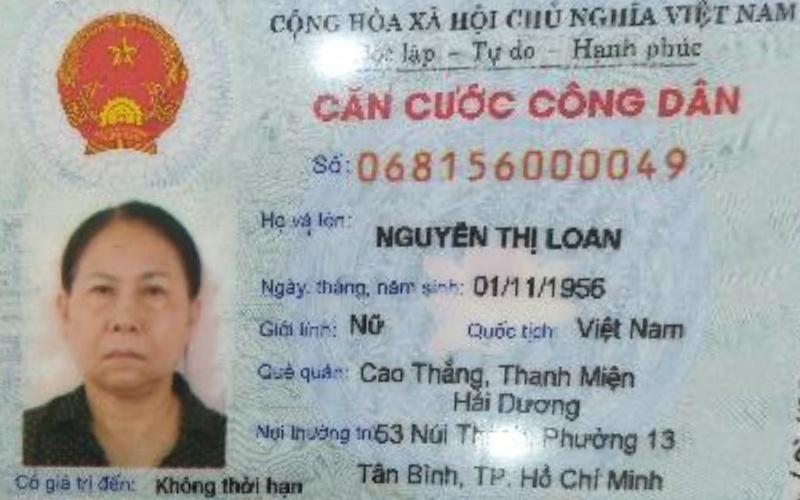 CỘNG HÒA XÃ HỘI CHỦ NGHĨA VIỆT NAM
lập - Tự do - Hạnh phúc
CĂN CƯỚC CÔNG DÂN
Số: 068156000049
Họ và tên:
NGUYỄN THỊ LOAN
Ngày, tháng, năm sinh: 01/11/1956
Giới tính: Nữ Quốc tịch: Việt Nam
Quê quán: Cao Thắng, Thanh Miện
Hải Dương
Nơi thường trú: 53 Núi Phường 13
Có giá trị đến: Không thời hạn
Tân Bình, TP. Hồ Chí Minh